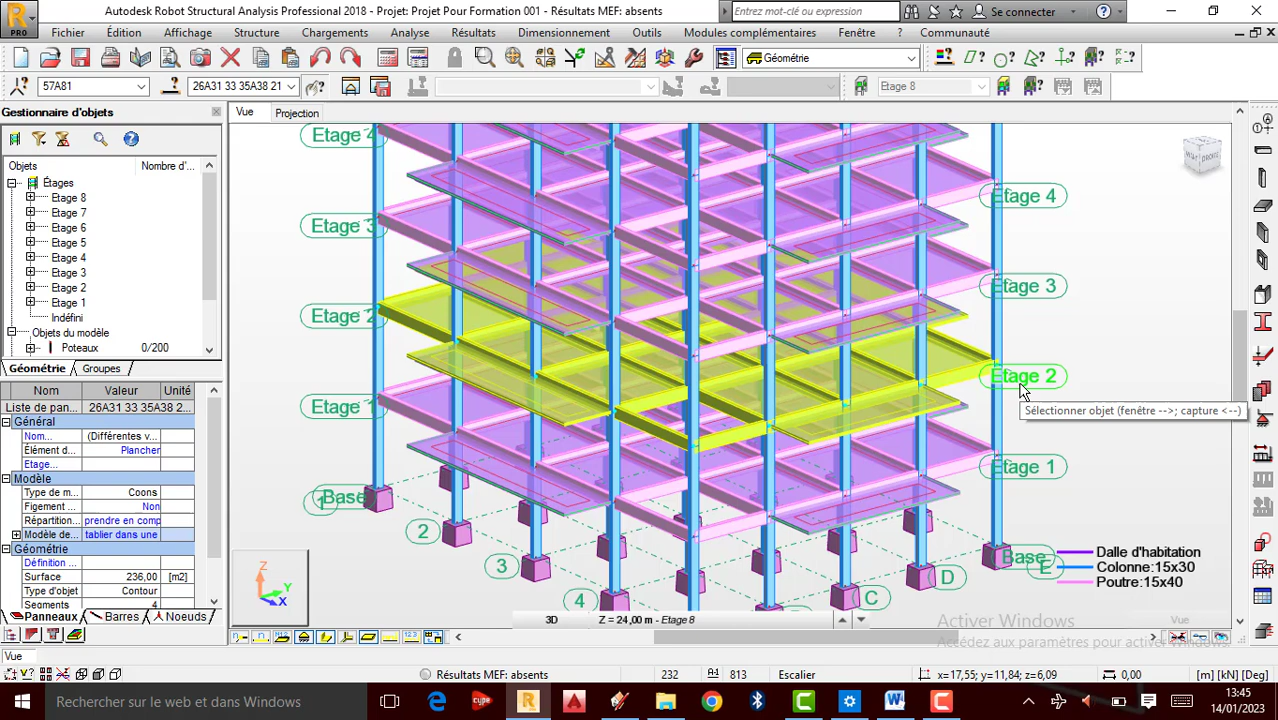 PRO
Autodesk Robot Structural Analysis Professional 2018 - Projet: Projet Pour Formation 001 - Résultats MEF: absents
Entrez mot-clé ou expression
Se connecter
Fichier Édition Affichage Structure Chargements Analyse Résultats Dimensionnement Outils Modules complémentaires Fenêtre ? Communauté
Géométrie
57A81
26A31 33 35A38 21
Etage 8
Gestionnaire d'objets
Vue
Projection
Objets
Nombre d'...
Étages
Etage 8
Etage 7
Etage 6
Etage 5
Etage 4
Etage 3
Etage 2
Etage 1
Indéfini
Objets du modèle
Poteaux 0/200
Géométrie Groupes
Nom Valeur Unité
Liste de pan... 26A31 33 35A38 2...
Général
Nom... (Différentes v...
Élément d... Plancher
Etage...
Modèle
Type de m... Coons
Figement ... Non
Répartition... prendre en comp
Modèle de... tablier dans une
Géométrie
Définition ...
Surface 236,00 [m2]
Type d'objet Contour
Segments 4
Panneaux Barres Noeuds
Vue
Etage 4
Etage 3
Etage 2
Etage 1
Base
1
2
3
4
Etage 4
Etage 3
Etage 2
Sélectionner objet (fenêtre -->; capture <--)
Etage 1
Base
E
D
C
Dalle d'habitation
Colonne:15x30
Poutre:15x40
Z
Y
X
3D
Z = 24,00 m - Etage 8
Vue
Activer Windows
Accédez aux paramètres pour activer Windows.
Résultats MEF: absents
232
813
Escalier
x=17,55; y=11,84; z=6,09
0,00
[m] [kN] [Deg]
Rechercher sur le web et dans Windows
cype
13:45
14/01/2023